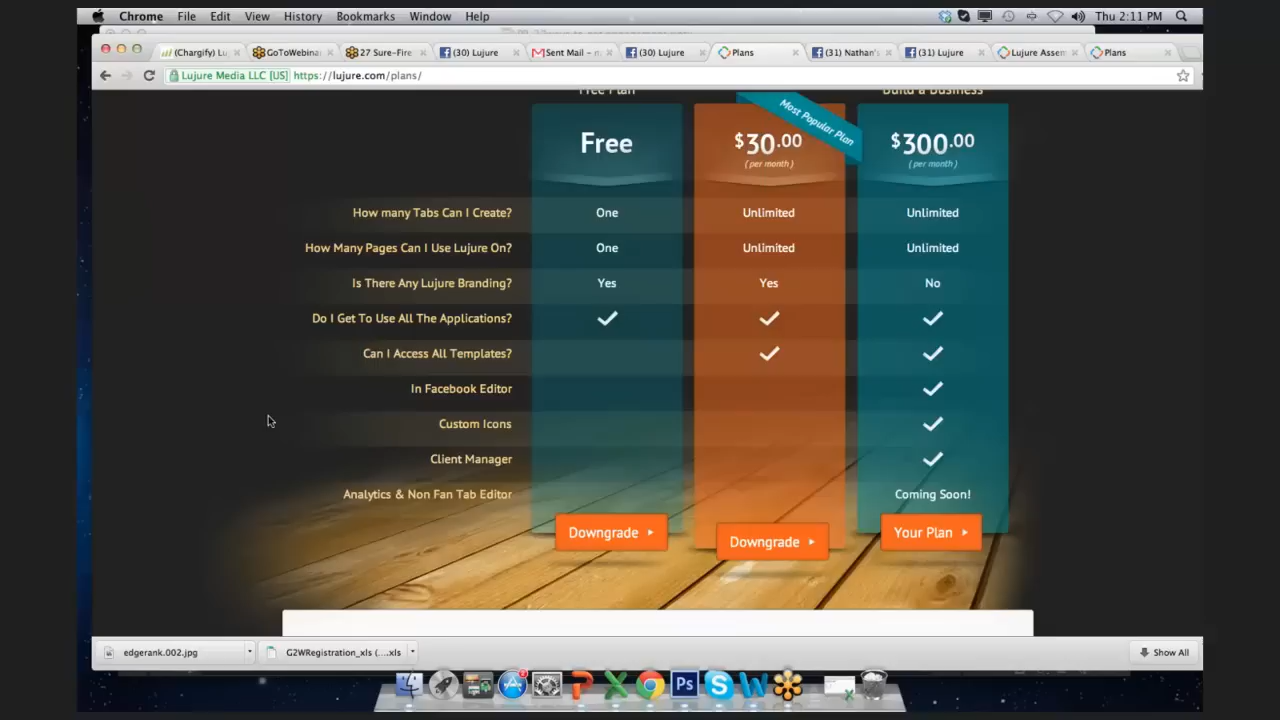 Chrome File Edit View History Bookmarks Window Help Thu 2:11 PM
(Chargify) Lu GoToWebina 27 Sure-Fire (30) Lujure Sent Mail - (30) Lujure Plans (31) Nathan's (31) Lujure Lujure Assem Plans
Lujure Media LLC [US] https://lujure.com/plans/
Free Plan Build a Business
Most Popular Plan
Free $30.00 $300.00
(per month) (per month)
How many Tabs Can I Create? One Unlimited Unlimited
How Many Pages Can I Use Lujure On? One Unlimited Unlimited
Is There Any Lujure Branding? Yes Yes No
Do I Get To Use All The Applications?
Can I Access All Templates?
In Facebook Editor
Custom Icons
Client Manager
Analytics & Non Fan Tab Editor Coming Soon!
Downgrade Downgrade Your Plan
edgerank.002.jpg G2WRegistration_xls (....xls Show All
Ps